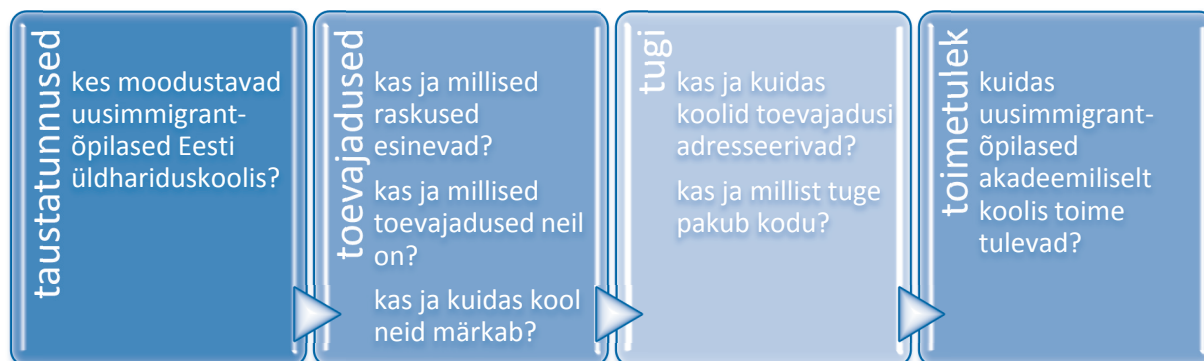 taustatunnused
kes moodustavad
uusimmigrant-
õpilased Eesti
üldhariduskoolis?
toevajadused
kas ja millised
raskused
esinevad?
kas ja millised
toevajadused neil
on?
kas ja kuidas kool
neid märkab?
tugi
kas ja kuidas
koolid toevajadusi
adresseerivad?
kas ja millist tuge
pakub kodu?
toimetulek
kuidas
uusimmigrant-
õpilased
akadeemiliselt
koolis toime
tulevad?